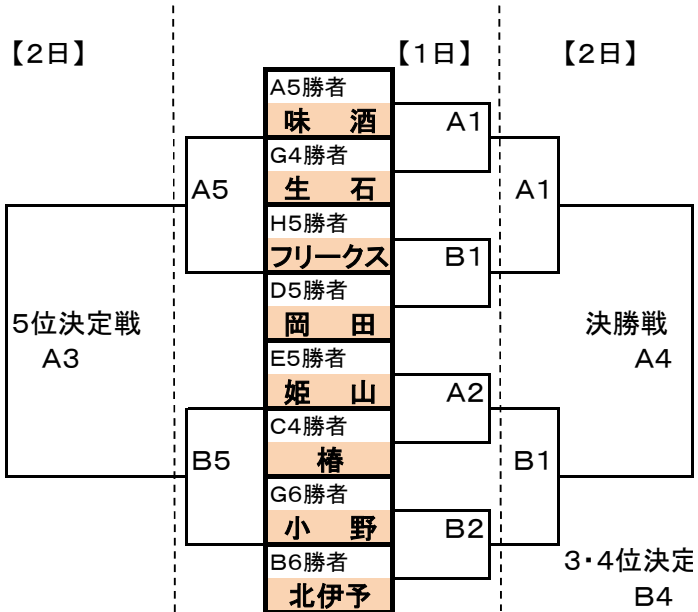 【2日】
【1日】
【2日】
A5勝者
味　酒
G4勝者
生　石
H5勝者
フリークス
D5勝者
岡　田
E5勝者
姫　山
C4勝者
椿
G6勝者
小　野
B6勝者
北伊予
A5
B5
5位決定戦
A3
A1
B1
A2
B2
A1
B1
決勝戦
A4
3・4位決定
B4